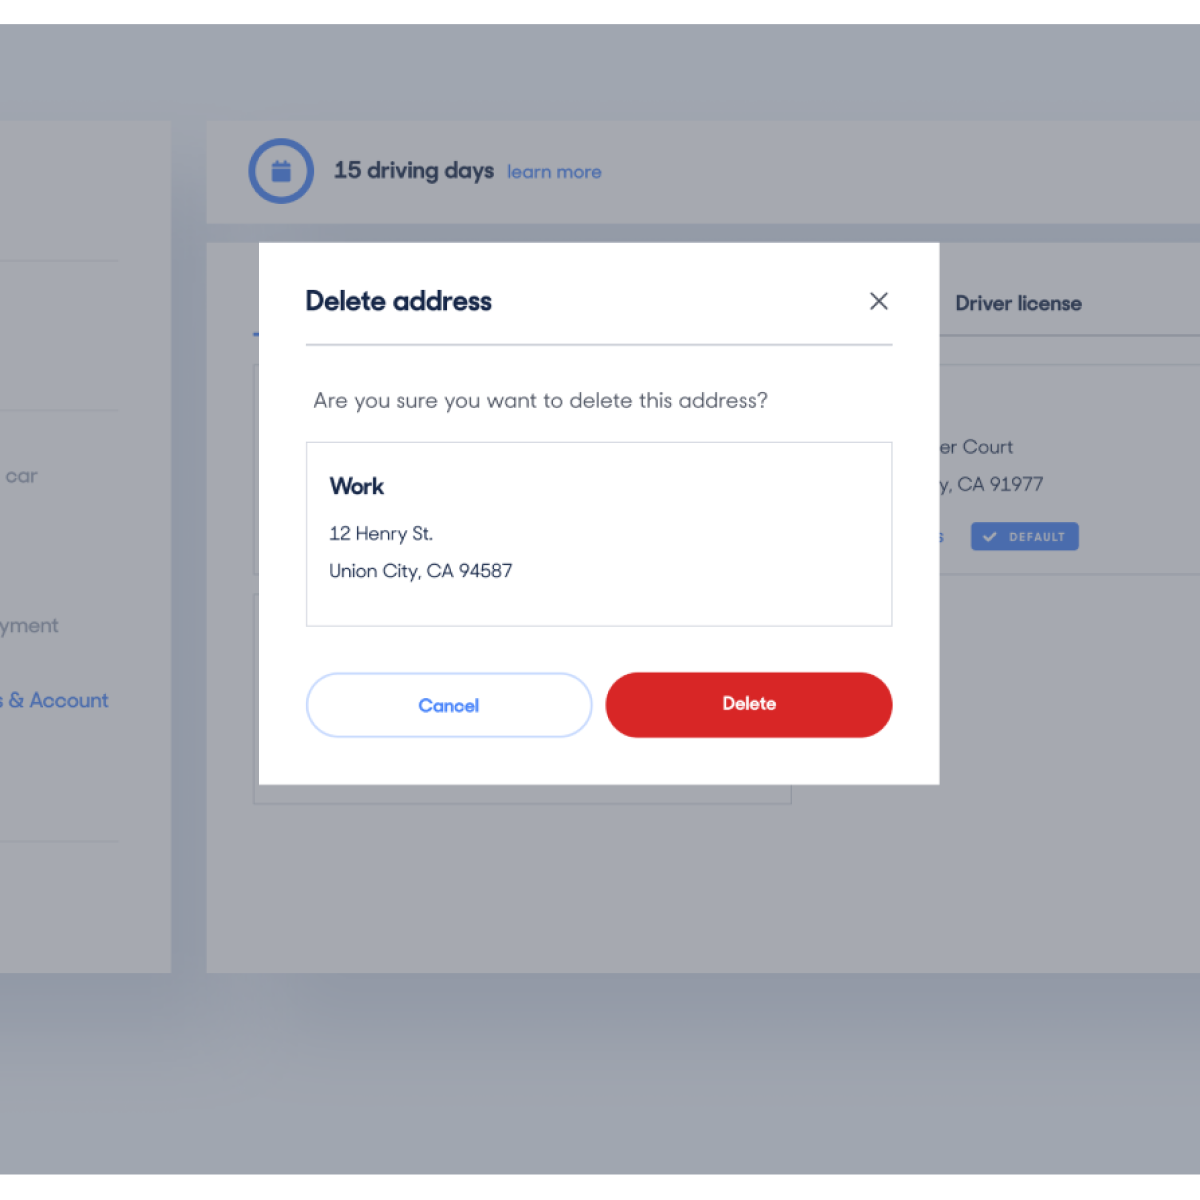 15 driving days learn more
Delete address
Driver license
Are you sure you want to delete this address?
Work
12 Henry St.
Union City, CA 94587
Cancel
Delete
er Court
y, CA 91977
s
DEFAULT
car
yment
s & Account